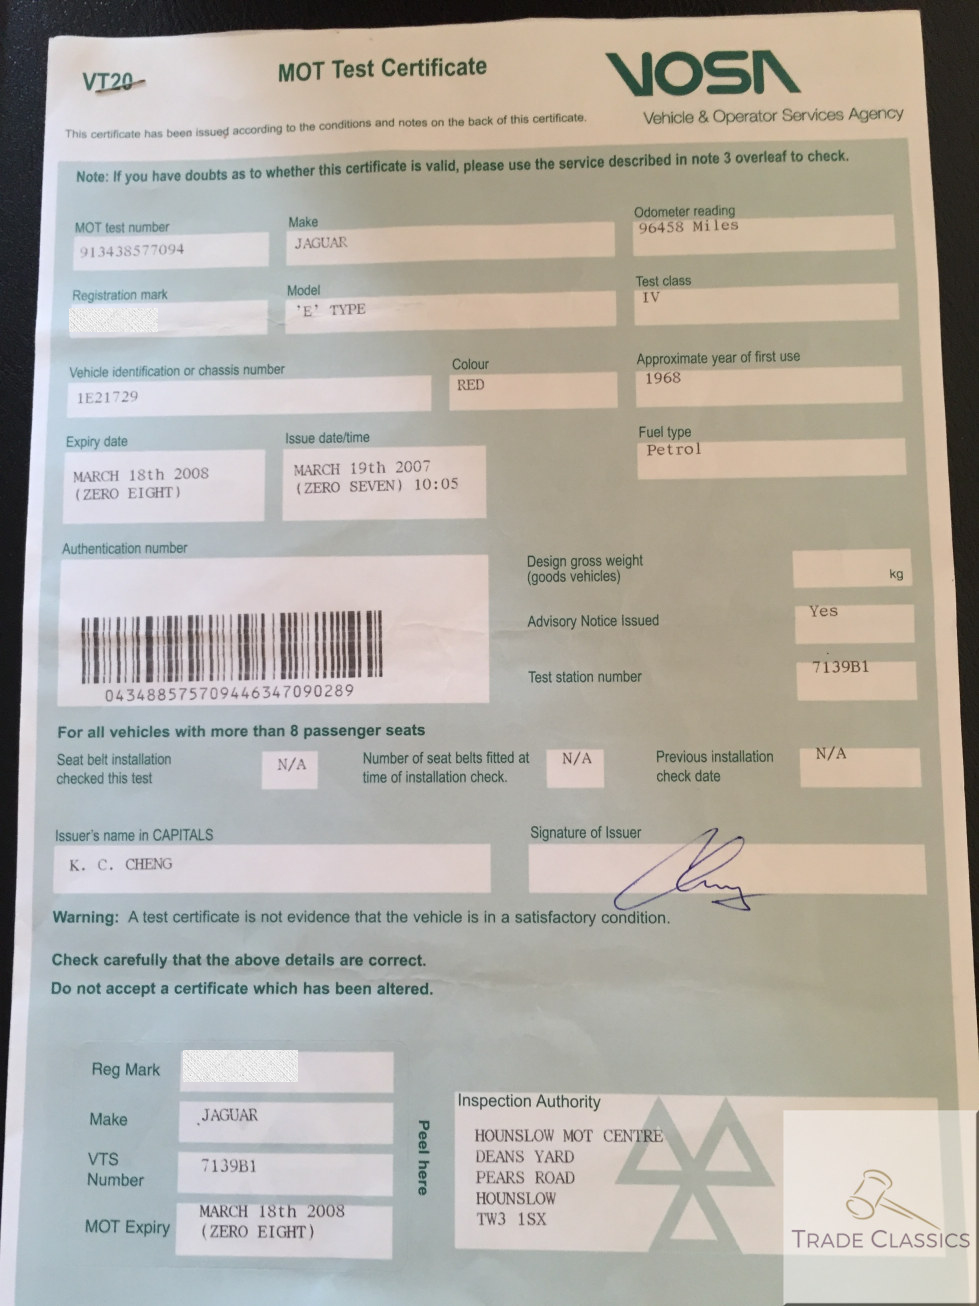 VT20
MOT Test Certificate
VOSA
Vehicle & Operator Services Agency
This certificate has been issued according to the conditions and notes on the back of this certificate.
Note: If you have doubts as to whether this certificate is valid, please use the service described in note 3 overleaf to check.
MOT test number
913438577094
Make
JAGUAR
Odometer reading
96458 Miles
Registration mark
Model
'E' TYPE
Test class
IV
Vehicle identification or chassis number
1E21729
Colour
RED
Approximate year of first use
1968
Expiry date
MARCH 18th 2008
(ZERO EIGHT)
Issue date/time
MARCH 19th 2007
(ZERO SEVEN) 10:05
Fuel type
Petrol
Authentication number
043488575709446347090289
Design gross weight
(goods vehicles)
kg
Advisory Notice Issued
Yes
Test station number
7139B1
For all vehicles with more than 8 passenger seats
Seat belt installation
checked this test
N/A
Number of seat belts fitted at
time of installation check.
N/A
Previous installation
check date
N/A
Issuer's name in CAPITALS
K. C. CHENG
Signature of Issuer
Warning: A test certificate is not evidence that the vehicle is in a satisfactory condition.
Check carefully that the above details are correct.
Do not accept a certificate which has been altered.
Reg Mark
Make
JAGUAR
VTS
Number
7139B1
MOT Expiry
MARCH 18th 2008
(ZERO EIGHT)
Peel here
Inspection Authority
HOUNSLOW MOT CENTRE
DEANS YARD
PEARS ROAD
HOUNSLOW
TW3 1SX
TRADE CLASSICS